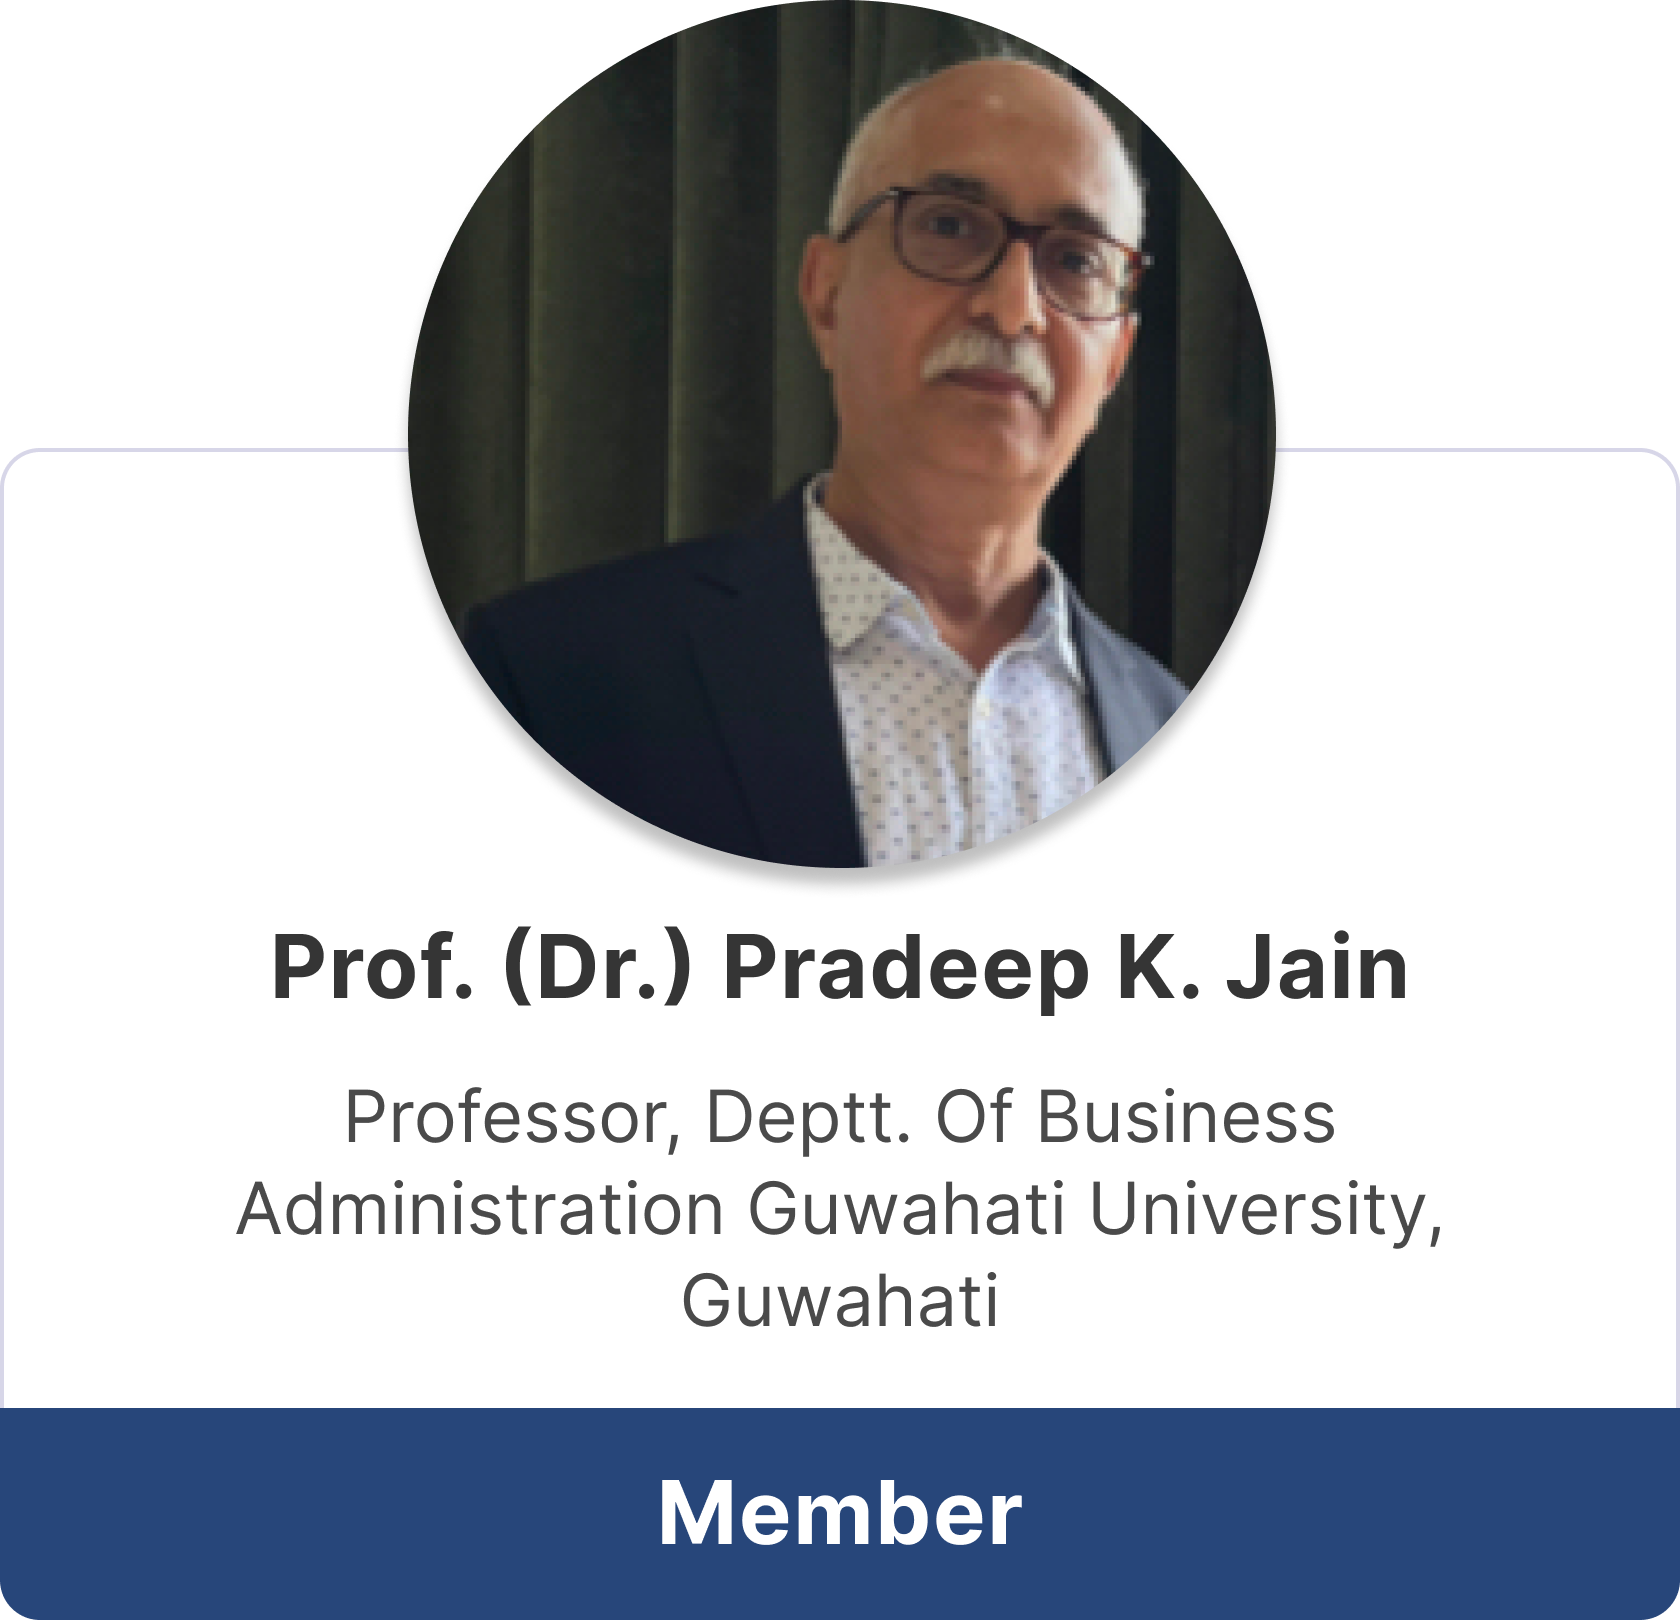 Prof. (Dr.) Pradeep K. Jain
Professor, Deptt. Of Business
Administration Guwahati University,
Guwahati
Member